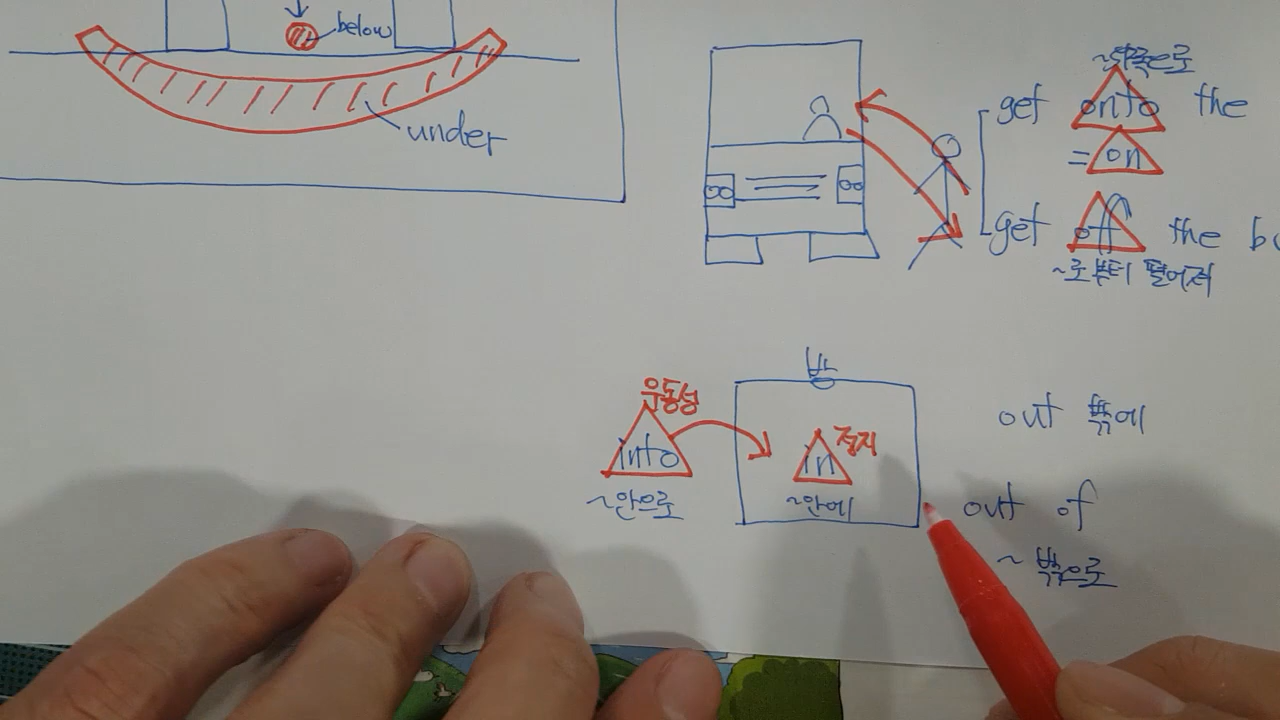 below
under
~위쪽으로
get onto the
= on
get off the bu
~로부터 떨어져
방
운동성
into
~안으로
정지
in
~안에
out 밖에
out of
~ 밖으로